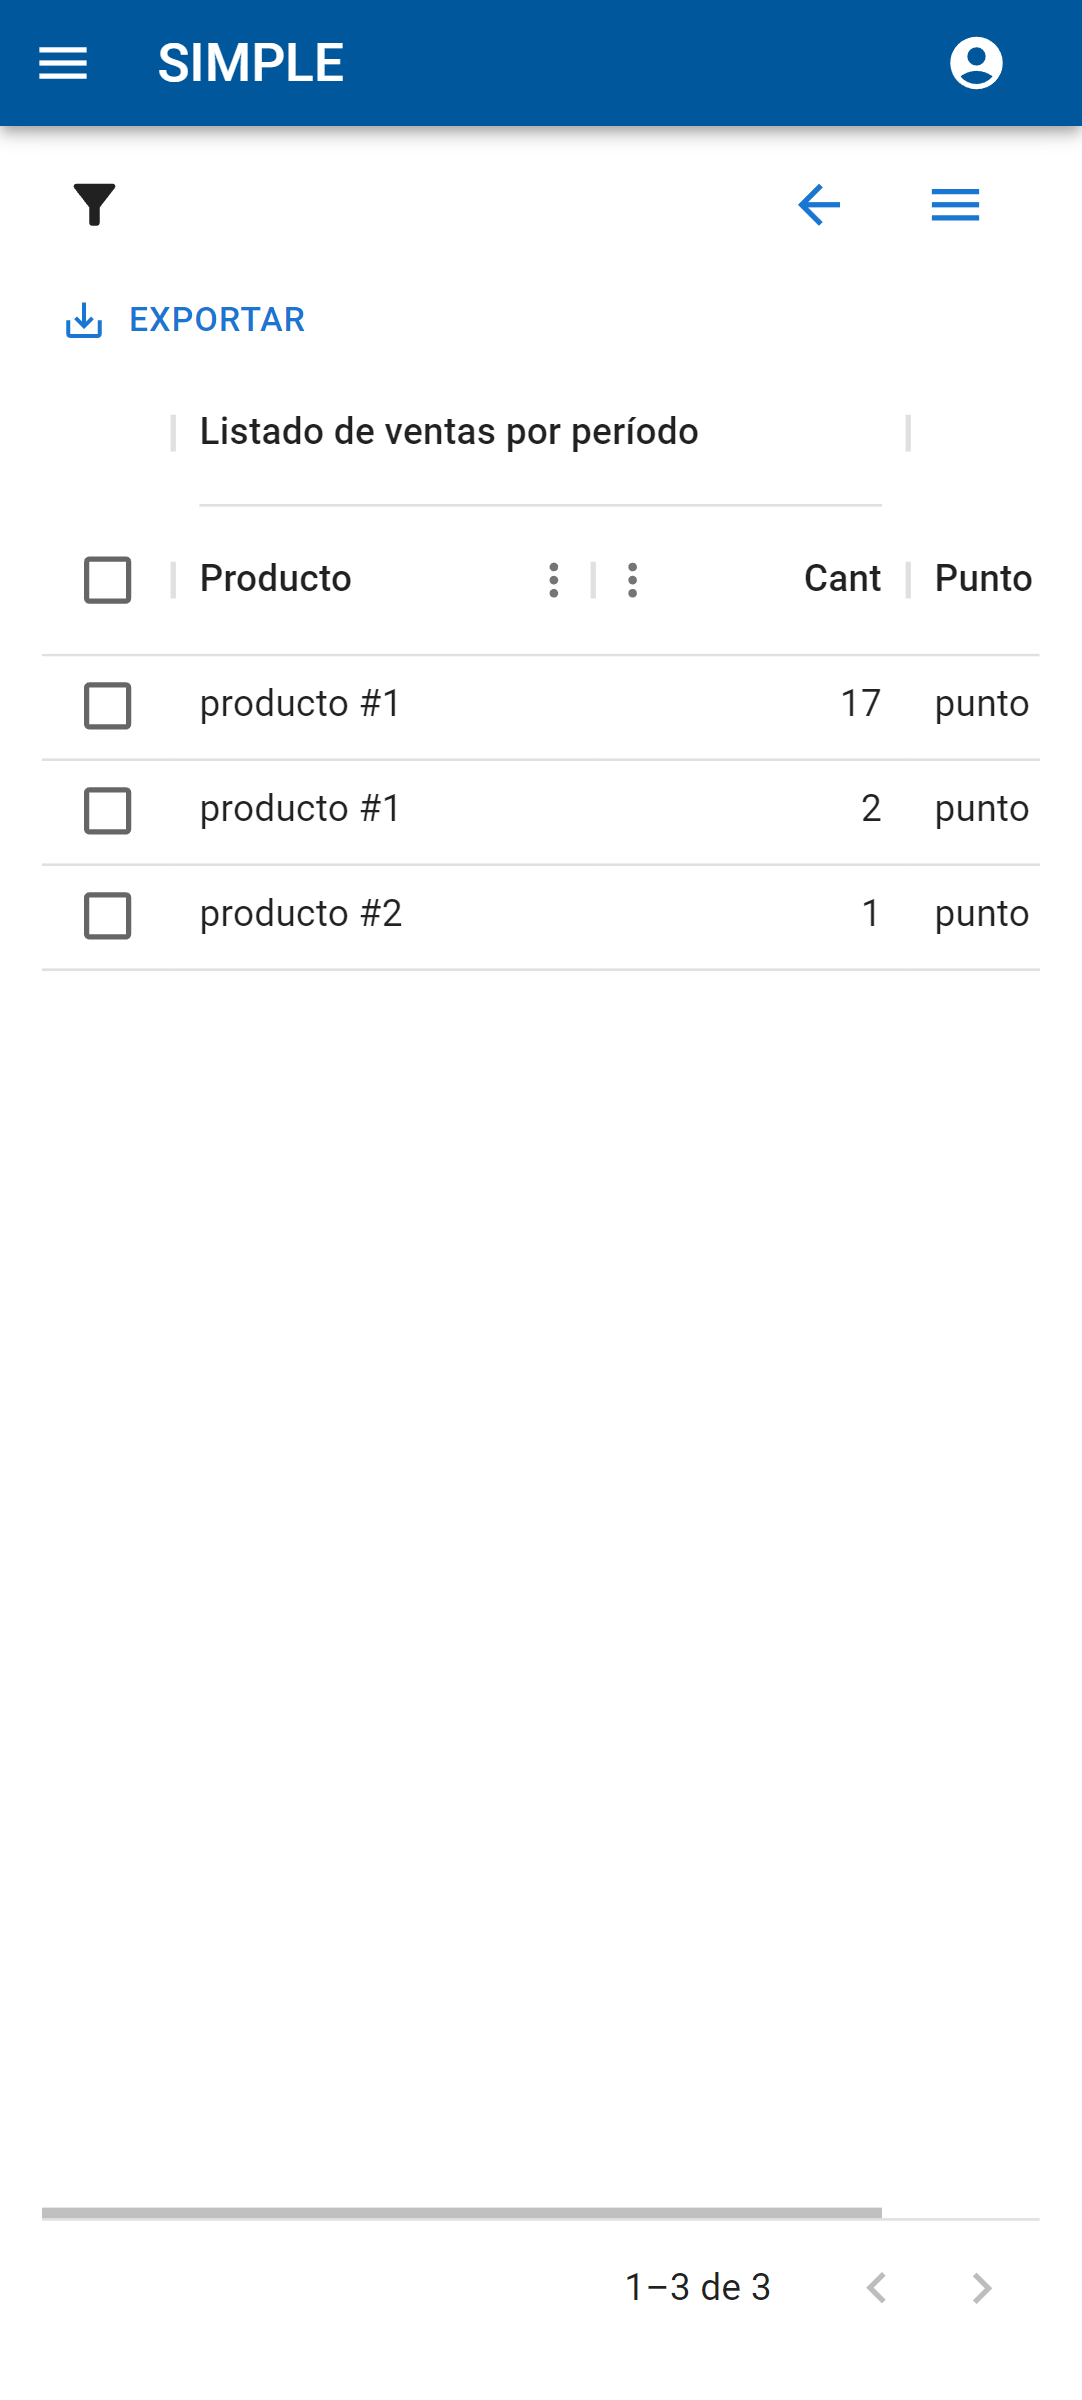 SIMPLE
EXPORTAR
Listado de ventas por período
Producto Cant Punto
producto #1 17 punto
producto #1 2 punto
producto #2 1 punto
1–3 de 3